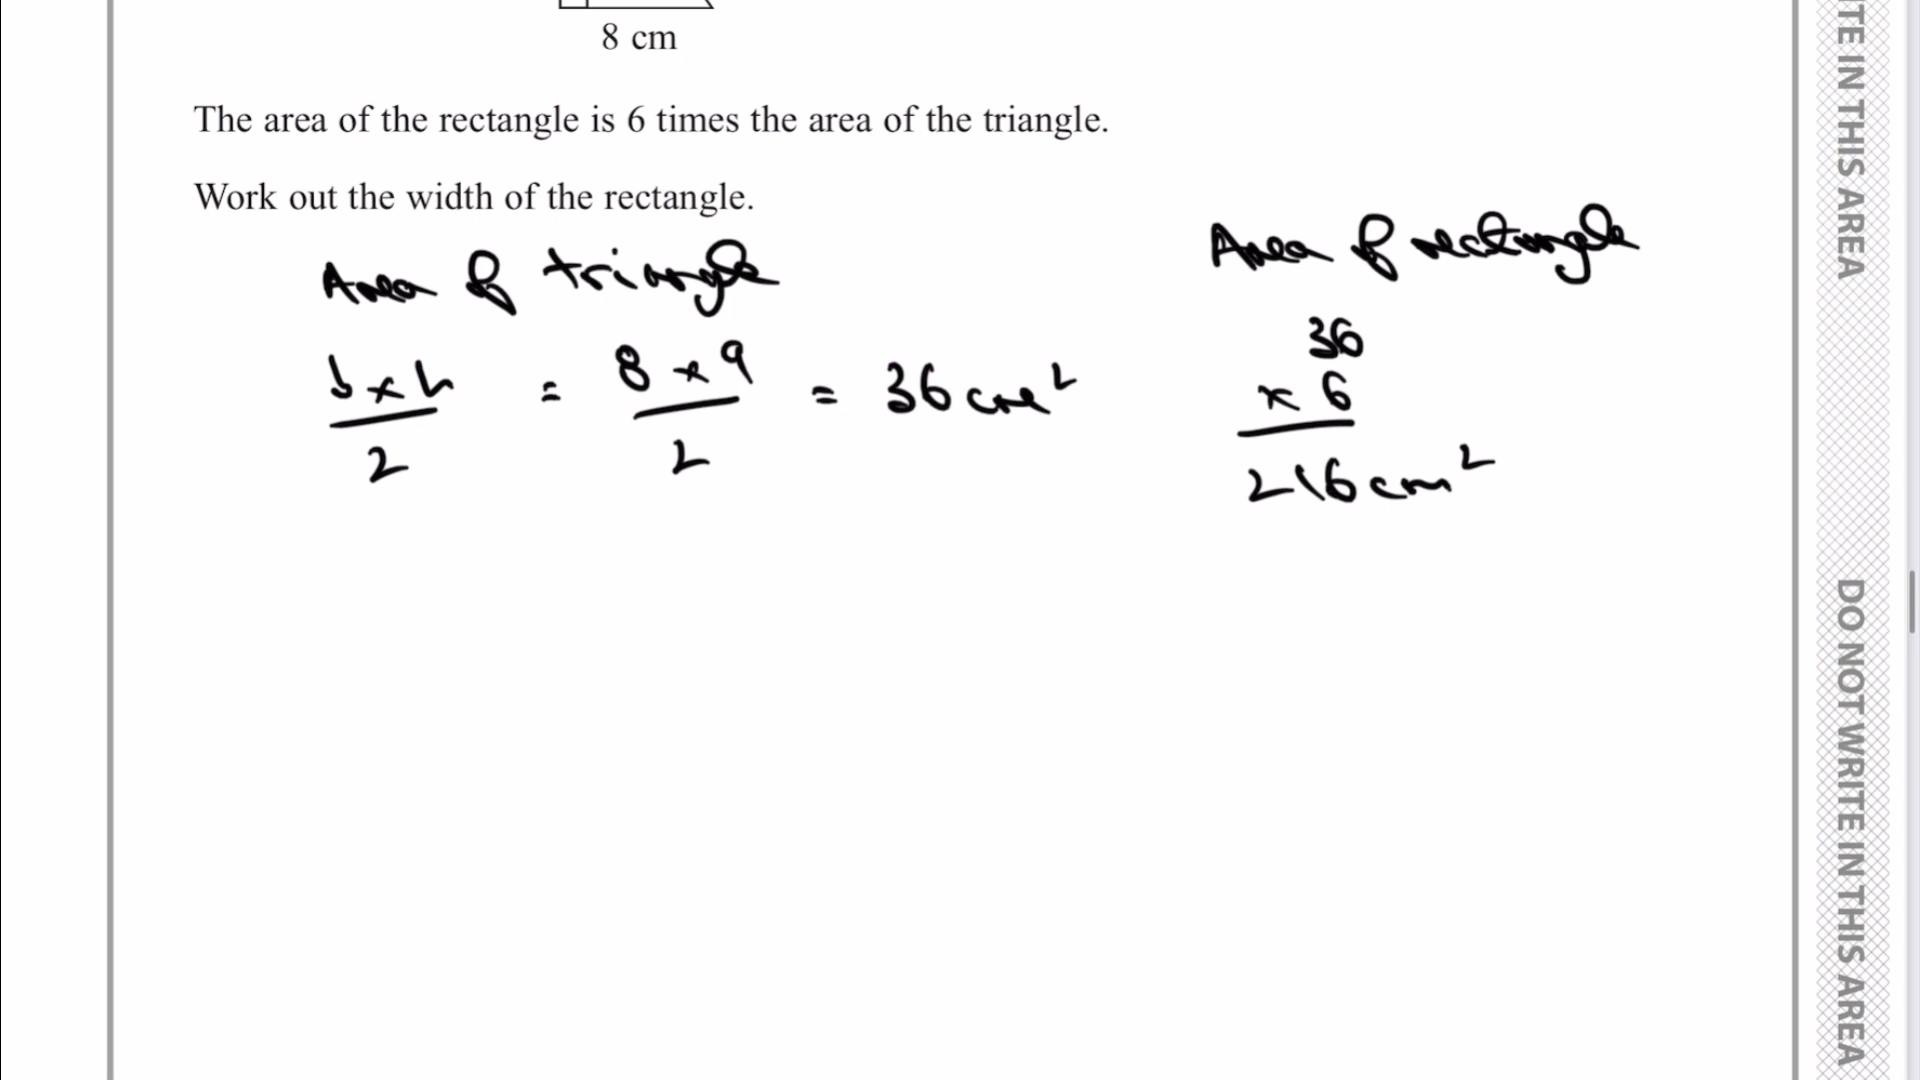 8 cm
The area of the rectangle is 6 times the area of the triangle.
Work out the width of the rectangle.
Area of triangle
b × h / 2 = 8 × 9 / 2 = 36 cm²
Area of rectangle
36
× 6
216 cm²
TE IN THIS AREA
DO NOT WRITE IN THIS AREA